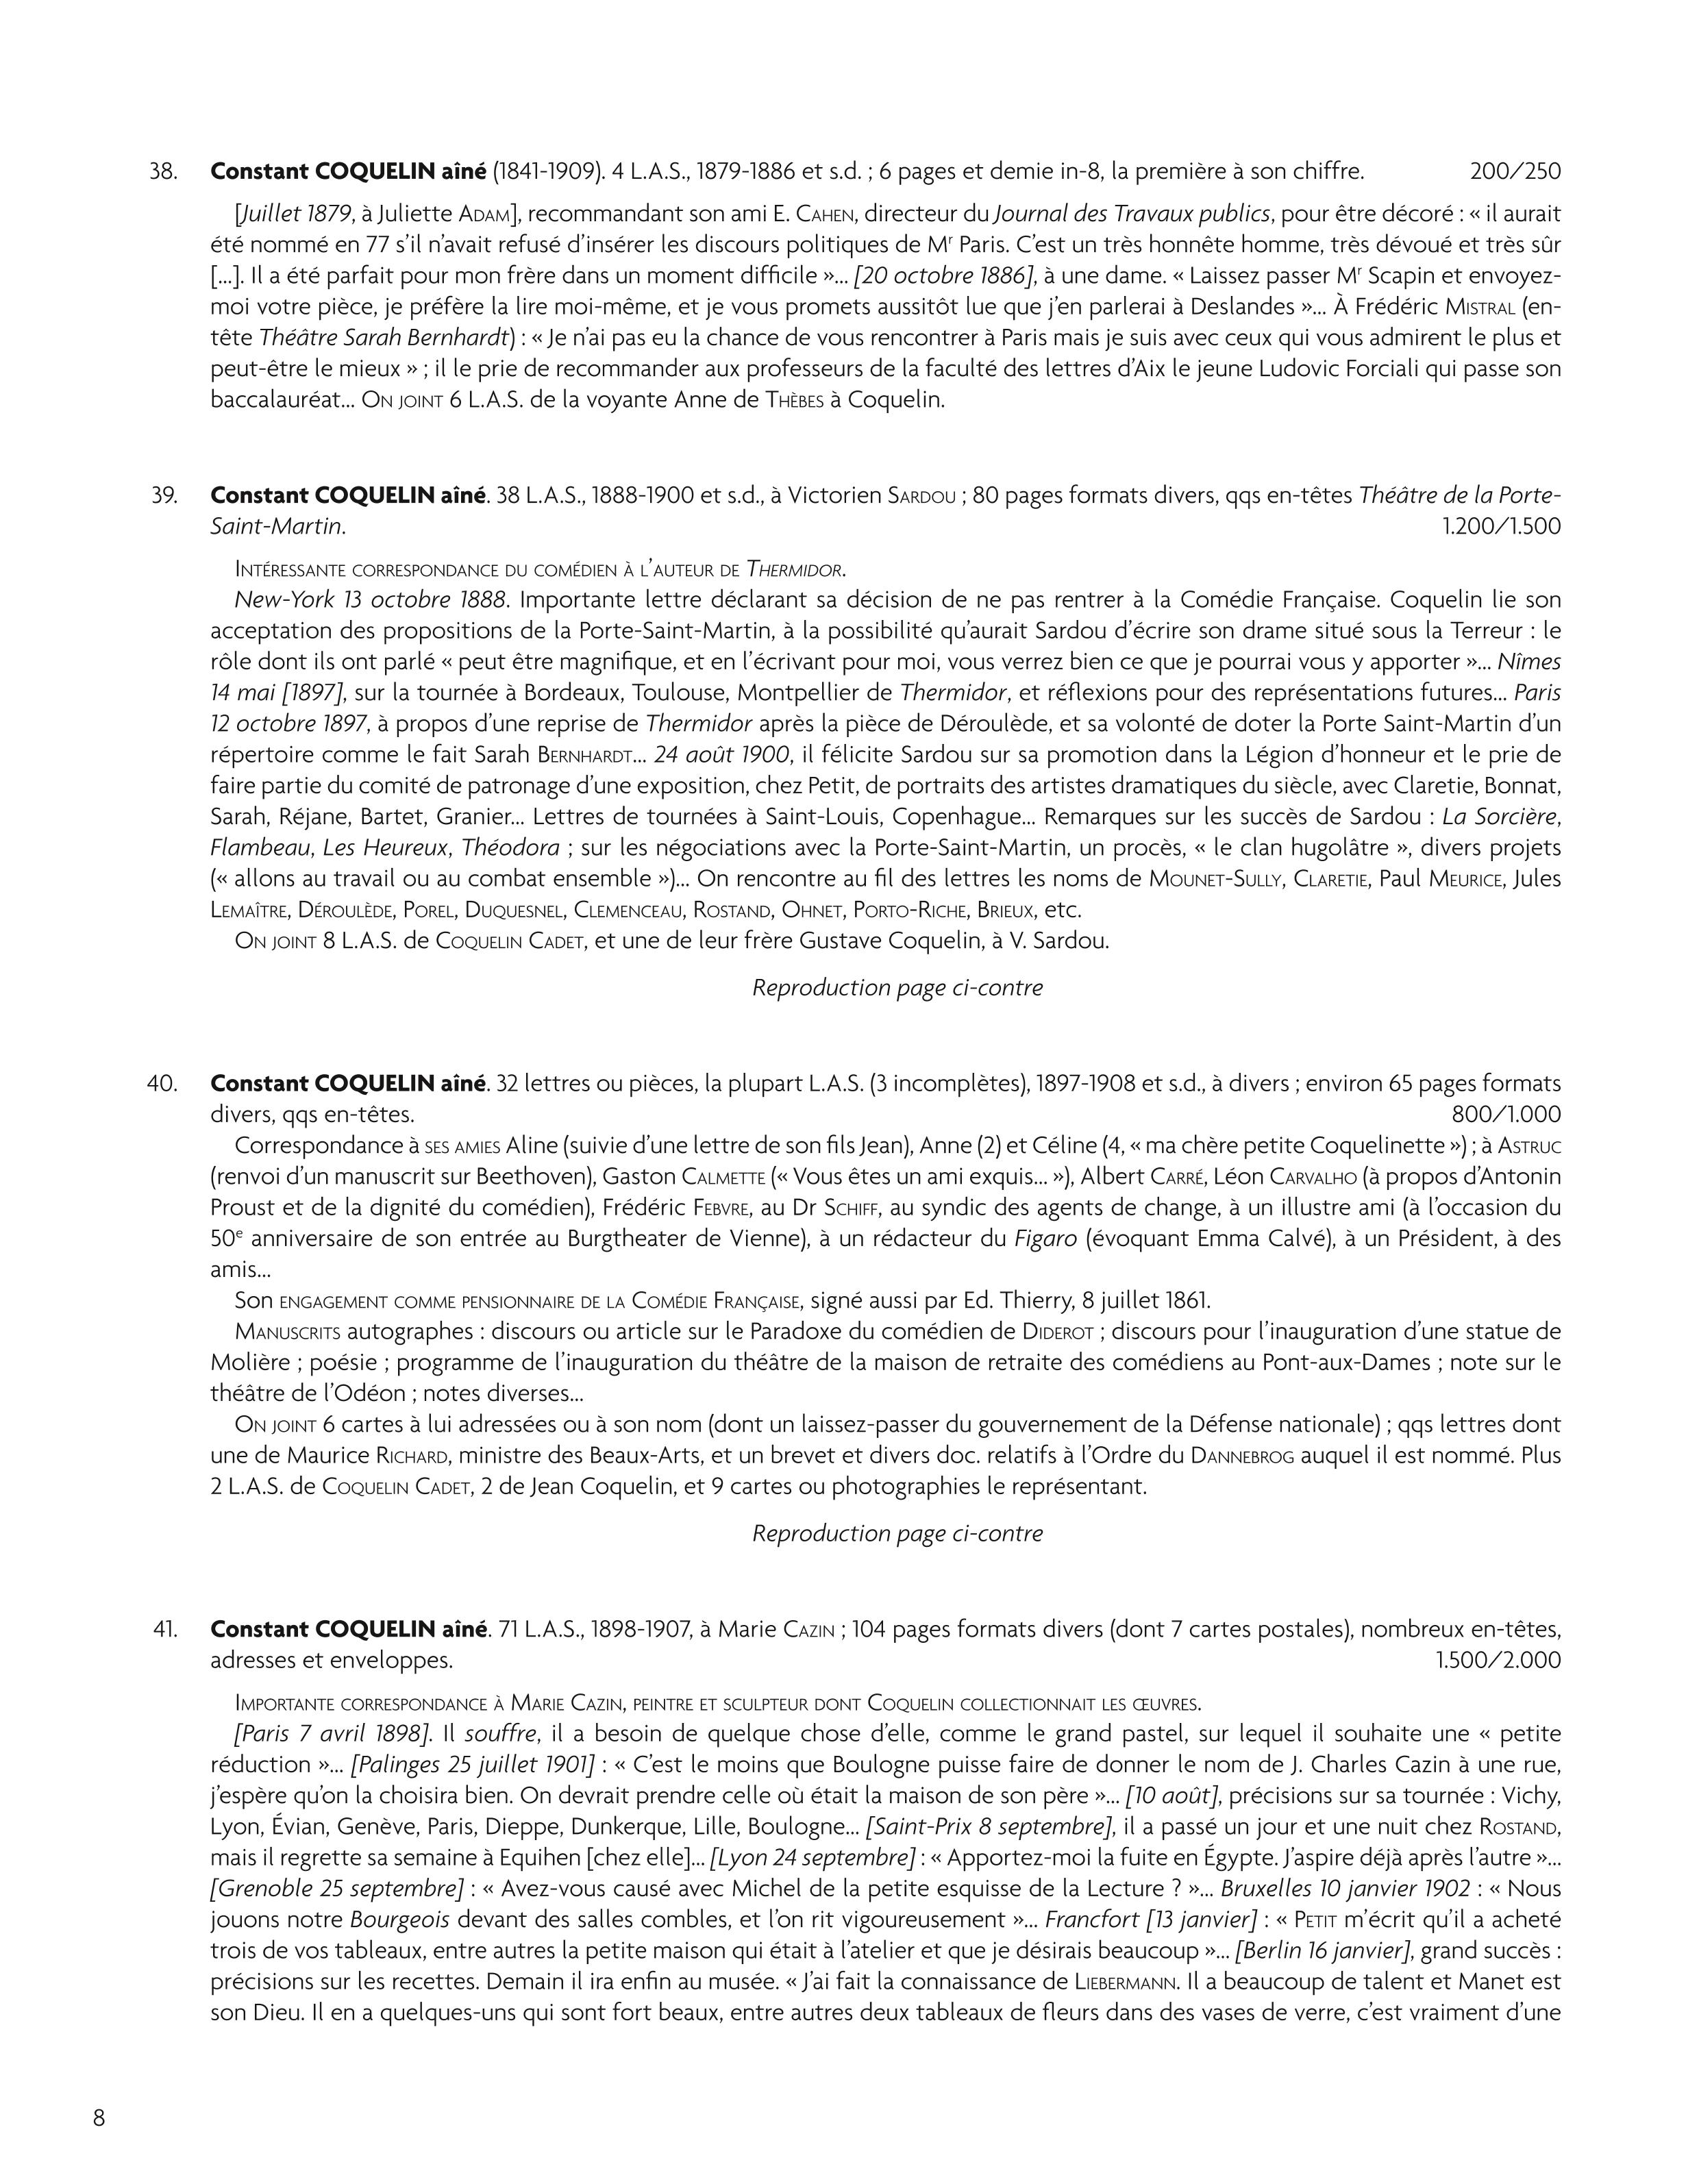 38. Constant COQUELIN aîné (1841-1909). 4 L.A.S., 1879-1886 et s.d. ; 6 pages et demie in-8, la première à son chiffre. 200/250
[Juillet 1879, à Juliette ADAM], recommandant son ami E. CAHEN, directeur du Journal des Travaux publics, pour être décoré : « il aurait
été nommé en 77 s’il n’avait refusé d’insérer les discours politiques de Mr Paris. C’est un très honnête homme, très dévoué et très sûr
[...]. Il a été parfait pour mon frère dans un moment difficile »... [20 octobre 1886], à une dame. « Laissez passer Mr Scapin et envoyez-
moi votre pièce, je préfère la lire moi-même, et je vous promets aussitôt lue que j’en parlerai à Deslandes »... À Frédéric MISTRAL (en-
tête Théâtre Sarah Bernhardt) : « Je n’ai pas eu la chance de vous rencontrer à Paris mais je suis avec ceux qui vous admirent le plus et
peut-être le mieux » ; il le prie de recommander aux professeurs de la faculté des lettres d’Aix le jeune Ludovic Forciali qui passe son
baccalauréat... ON JOINT 6 L.A.S. de la voyante Anne de THÈBES à Coquelin.
39. Constant COQUELIN aîné. 38 L.A.S., 1888-1900 et s.d., à Victorien SARDOU ; 80 pages formats divers, qqs en-têtes Théâtre de la Porte-
Saint-Martin. 1.200/1.500
INTÉRESSANTE CORRESPONDANCE DU COMÉDIEN À L’AUTEUR DE THERMIDOR.
New-York 13 octobre 1888. Importante lettre déclarant sa décision de ne pas rentrer à la Comédie Française. Coquelin lie son
acceptation des propositions de la Porte-Saint-Martin, à la possibilité qu’aurait Sardou d’écrire son drame situé sous la Terreur : le
rôle dont ils ont parlé « peut être magnifique, et en l’écrivant pour moi, vous verrez bien ce que je pourrai vous y apporter »... Nîmes
14 mai [1897], sur la tournée à Bordeaux, Toulouse, Montpellier de Thermidor, et réflexions pour des représentations futures... Paris
12 octobre 1897, à propos d’une reprise de Thermidor après la pièce de Déroulède, et sa volonté de doter la Porte Saint-Martin d’un
répertoire comme le fait Sarah BERNHARDT... 24 août 1900, il félicite Sardou sur sa promotion dans la Légion d’honneur et le prie de
faire partie du comité de patronage d’une exposition, chez Petit, de portraits des artistes dramatiques du siècle, avec Claretie, Bonnat,
Sarah, Réjane, Bartet, Granier... Lettres de tournées à Saint-Louis, Copenhague... Remarques sur les succès de Sardou : La Sorcière,
Flambeau, Les Heureux, Théodora ; sur les négociations avec la Porte-Saint-Martin, un procès, « le clan hugolâtre », divers projets
(« allons au travail ou au combat ensemble »)... On rencontre au fil des lettres les noms de MOUNET-SULLY, CLARETIE, Paul MEURICE, Jules
LEMAÎTRE, DÉROULÈDE, POREL, DUQUESNEL, CLEMENCEAU, ROSTAND, OHNET, PORTO-RICHE, BRIEUX, etc.
ON JOINT 8 L.A.S. de COQUELIN CADET, et une de leur frère Gustave Coquelin, à V. Sardou.
Reproduction page ci-contre
40. Constant COQUELIN aîné. 32 lettres ou pièces, la plupart L.A.S. (3 incomplètes), 1897-1908 et s.d., à divers ; environ 65 pages formats
divers, qqs en-têtes. 800/1.000
Correspondance à SES AMIES Aline (suivie d’une lettre de son fils Jean), Anne (2) et Céline (4, « ma chère petite Coquelinette ») ; à ASTRUC
(renvoi d’un manuscrit sur Beethoven), Gaston CALMETTE (« Vous êtes un ami exquis... »), Albert CARRÉ, Léon CARVALHO (à propos d’Antonin
Proust et de la dignité du comédien), Frédéric FEBVRE, au Dr SCHIFF, au syndic des agents de change, à un illustre ami (à l’occasion du
50e anniversaire de son entrée au Burgtheater de Vienne), à un rédacteur du Figaro (évoquant Emma Calvé), à un Président, à des
amis...
Son ENGAGEMENT COMME PENSIONNAIRE DE LA COMÉDIE FRANÇAISE, signé aussi par Ed. Thierry, 8 juillet 1861.
MANUSCRITS autographes : discours ou article sur le Paradoxe du comédien de DIDEROT ; discours pour l’inauguration d’une statue de
Molière ; poésie ; programme de l’inauguration du théâtre de la maison de retraite des comédiens au Pont-aux-Dames ; note sur le
théâtre de l’Odéon ; notes diverses...
ON JOINT 6 cartes à lui adressées ou à son nom (dont un laissez-passer du gouvernement de la Défense nationale) ; qqs lettres dont
une de Maurice RICHARD, ministre des Beaux-Arts, et un brevet et divers doc. relatifs à l’Ordre du DANNEBROG auquel il est nommé. Plus
2 L.A.S. de COQUELIN CADET, 2 de Jean Coquelin, et 9 cartes ou photographies le représentant.
Reproduction page ci-contre
41. Constant COQUELIN aîné. 71 L.A.S., 1898-1907, à Marie CAZIN ; 104 pages formats divers (dont 7 cartes postales), nombreux en-têtes,
adresses et enveloppes. 1.500/2.000
IMPORTANTE CORRESPONDANCE À MARIE CAZIN, PEINTRE ET SCULPTEUR DONT COQUELIN COLLECTIONNAIT LES ŒUVRES.
[Paris 7 avril 1898]. Il souffre, il a besoin de quelque chose d’elle, comme le grand pastel, sur lequel il souhaite une « petite
réduction »... [Palinges 25 juillet 1901] : « C’est le moins que Boulogne puisse faire de donner le nom de J. Charles Cazin à une rue,
j’espère qu’on la choisira bien. On devrait prendre celle où était la maison de son père »... [10 août], précisions sur sa tournée : Vichy,
Lyon, Évian, Genève, Paris, Dieppe, Dunkerque, Lille, Boulogne... [Saint-Prix 8 septembre], il a passé un jour et une nuit chez ROSTAND,
mais il regrette sa semaine à Equihen [chez elle]... [Lyon 24 septembre] : « Apportez-moi la fuite en Égypte. J’aspire déjà après l’autre »...
[Grenoble 25 septembre] : « Avez-vous causé avec Michel de la petite esquisse de la Lecture ? »... Bruxelles 10 janvier 1902 : « Nous
jouons notre Bourgeois devant des salles combles, et l’on rit vigoureusement »... Francfort [13 janvier] : « PETIT m’écrit qu’il a acheté
trois de vos tableaux, entre autres la petite maison qui était à l’atelier et que je désirais beaucoup »... [Berlin 16 janvier], grand succès :
précisions sur les recettes. Demain il ira enfin au musée. « J’ai fait la connaissance de LIEBERMANN. Il a beaucoup de talent et Manet est
son Dieu. Il en a quelques-uns qui sont fort beaux, entre autres deux tableaux de fleurs dans des vases de verre, c’est vraiment d’une
8